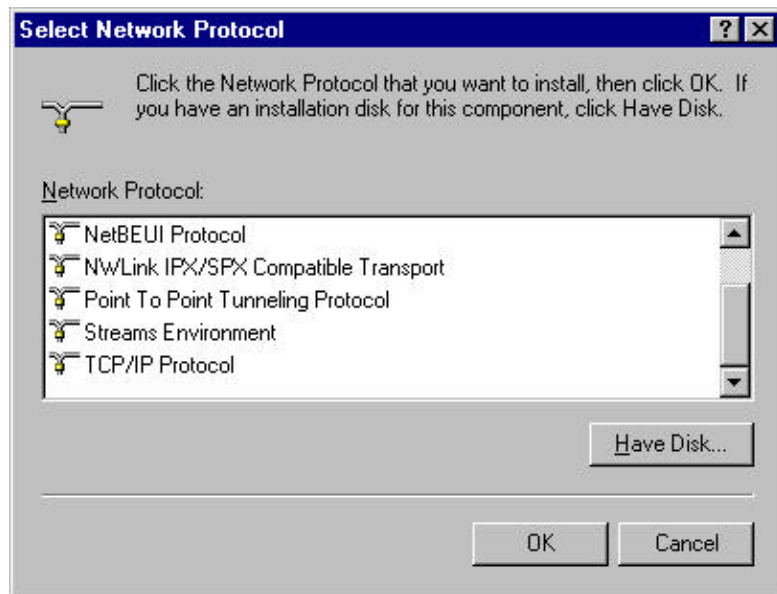 Select Network Protocol
Click the Network Protocol that you want to install, then click OK. If
you have an installation disk for this component, click Have Disk.
Network Protocol:
NetBEUI Protocol
NWLink IPX/SPX Compatible Transport
Point To Point Tunneling Protocol
Streams Environment
TCP/IP Protocol
Have Disk...
OK Cancel